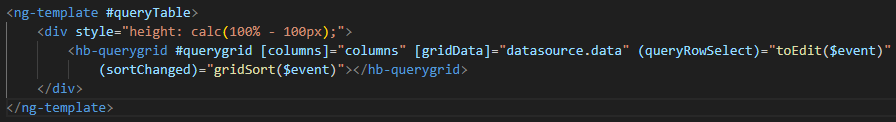 <ng-template #queryTable>
<div style="height: calc(100% - 100px);">
<hb-querygrid #querygrid [columns]="columns" [gridData]="datasource.data" (queryRowSelect)="toEdit($event)"
(sortChanged)="gridSort($event)"></hb-querygrid>
</div>
</ng-template>